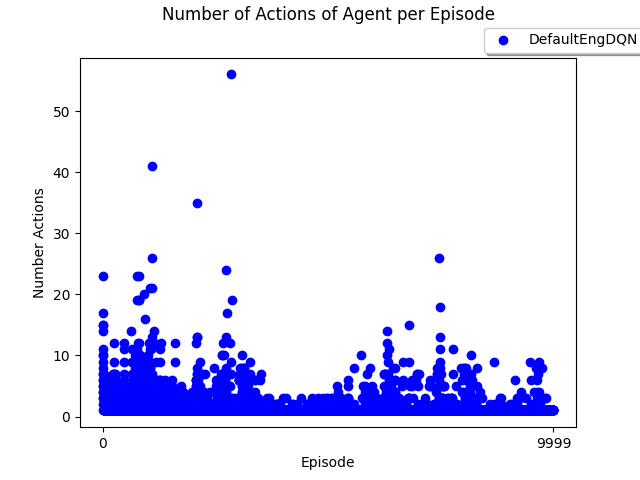 Number of Actions of Agent per Episode
DefaultEngDQN
50
40
30
20
10
0
Number Actions
0 9999
Episode